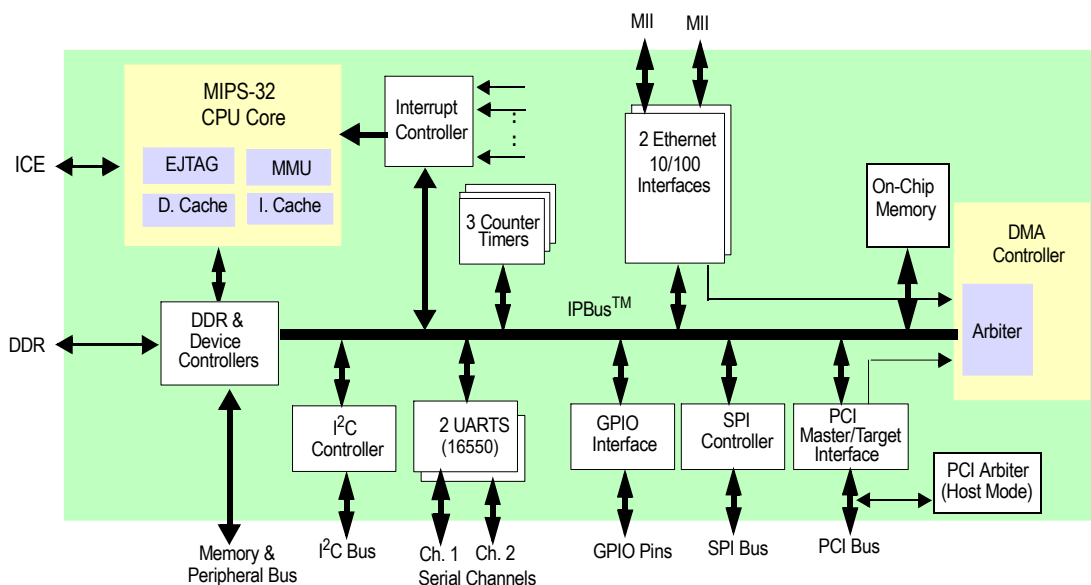 MII
MII
MIPS-32
CPU Core
EJTAG
MMU
D. Cache
I. Cache
ICE
Interrupt
Controller
:
:
2 Ethernet
10/100
Interfaces
3 Counter
Timers
On-Chip
Memory
DMA
Controller
Arbiter
IPBus™
DDR
DDR &
Device
Controllers
I²C
Controller
2 UARTS
(16550)
GPIO
Interface
SPI
Controller
PCI
Master/Target
Interface
PCI Arbiter
(Host Mode)
Memory &
Peripheral Bus
I²C Bus
Ch. 1
Ch. 2
Serial Channels
GPIO Pins
SPI Bus
PCI Bus